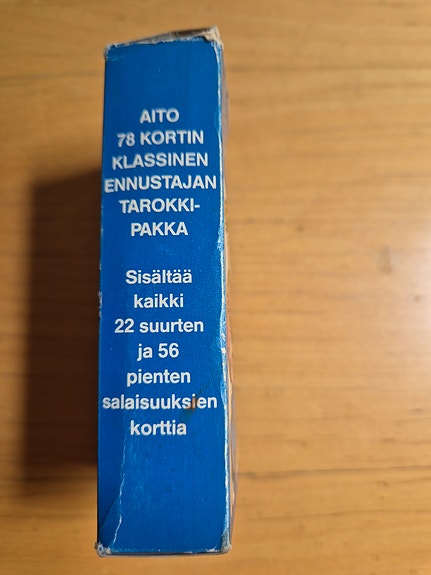 AITO
78 KORTIN
KLASSINEN
ENNUSTAJAN
TAROKKI-
PAKKA
Sisältää
kaikki
22 suurten
ja 56
pienten
salaisuuksien
korttia